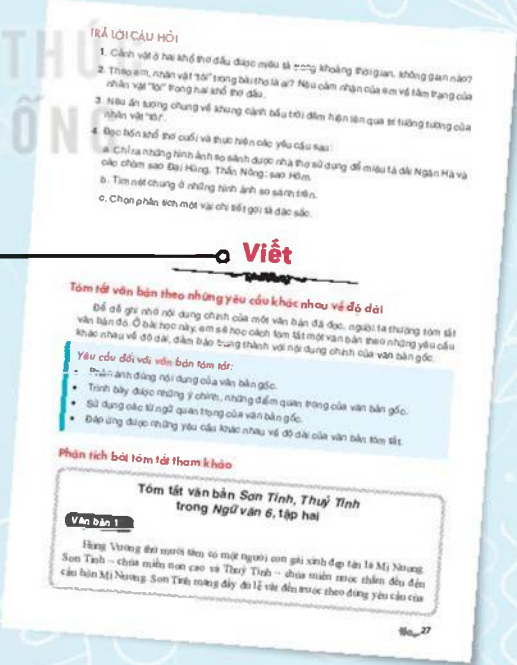 THỨC
ỐNG
TRẢ LỜI CÂU HỎI
1. Cảnh vật ở hai khổ thơ đầu được miêu tả trong khoảng thời gian, không gian nào?
2. Theo em, nhân vật "tôi" trong bài thơ là ai? Nêu cảm nhận của em về tâm trạng của
nhân vật "tôi" trong hai khổ thơ đầu.
3. Nêu ấn tượng chung về khung cảnh bầu trời đêm hiện lên qua trí tưởng tượng của
nhân vật "tôi".
4. Đọc bốn khổ thơ cuối và thực hiện các yêu cầu sau:
a. Chỉ ra những hình ảnh so sánh được nhà thơ sử dụng để miêu tả dải Ngân Hà và
các chòm sao Đại Hùng, Thần Nông; sao Hôm.
b. Tìm nét chung ở những hình ảnh so sánh trên.
c. Chọn phân tích một vài chi tiết gợi tả đặc sắc.
Viết
Tóm tắt văn bản theo những yêu cầu khác nhau về độ dài
Để dễ ghi nhớ nội dung chính của một văn bản đã đọc, người ta thường tóm tắt
văn bản đó. Ở bài học này, em sẽ học cách tóm tắt một văn bản theo những yêu cầu
khác nhau về độ dài, đảm bảo trung thành với nội dung chính của văn bản gốc.
Yêu cầu đối với văn bản tóm tắt:
• Phản ánh đúng nội dung của văn bản gốc.
• Trình bày được những ý chính, những điểm quan trọng của văn bản gốc.
• Sử dụng các từ ngữ quan trọng của văn bản gốc.
• Đáp ứng được những yêu cầu khác nhau về độ dài của văn bản tóm tắt.
Phân tích bài tóm tắt tham khảo
Tóm tắt văn bản Sơn Tinh, Thuỷ Tinh
trong Ngữ văn 6, tập hai
Văn bản 1
Hùng Vương thứ mười tám có một người con gái xinh đẹp tên là Mị Nương.
Sơn Tinh – chúa miền non cao và Thuỷ Tinh – chúa miền nước thẳm đều đến
cầu hôn Mị Nương. Sơn Tinh mang đầy đủ lễ vật đến trước theo đúng yêu cầu của
27